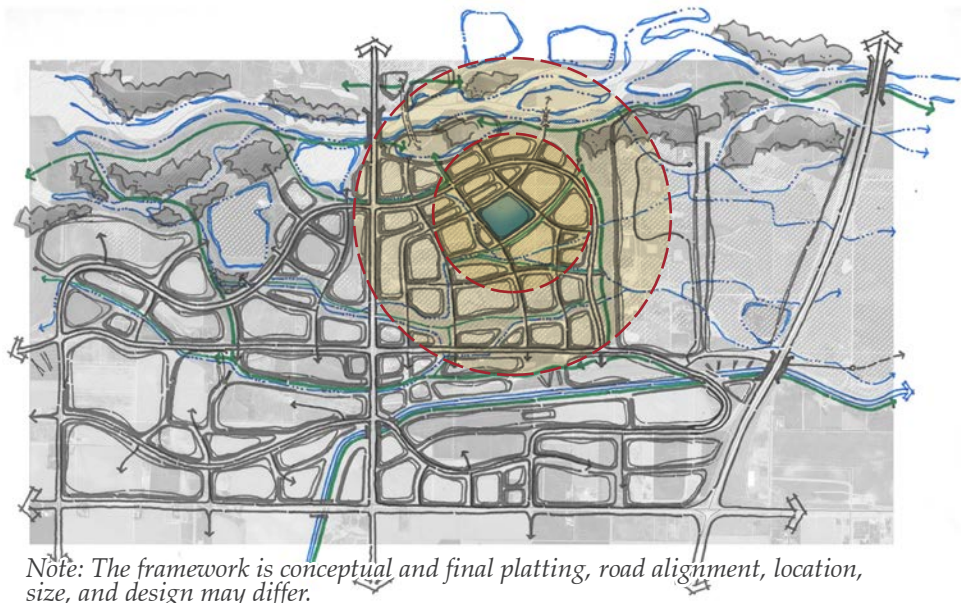 Note: The framework is conceptual and final platting, road alignment, location,
size, and design may differ.